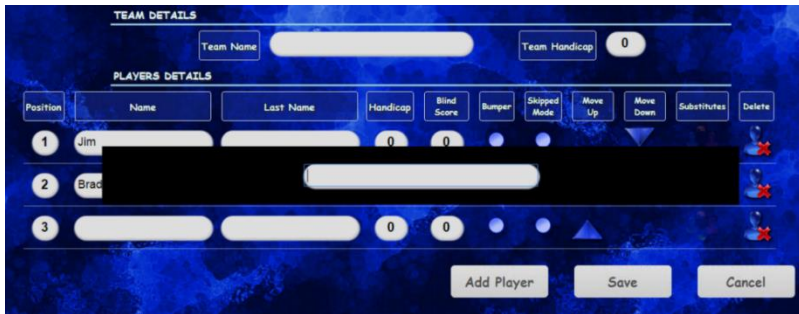 TEAM DETAILS
Team Name
Team Handicap 0
PLAYERS DETAILS
Position Name Last Name Handicap Blind Score Bumper Skipped Mode Move Up Move Down Substitutes Delete
1 Jim 0 0
2 Brad
3 0 0
Add Player Save Cancel